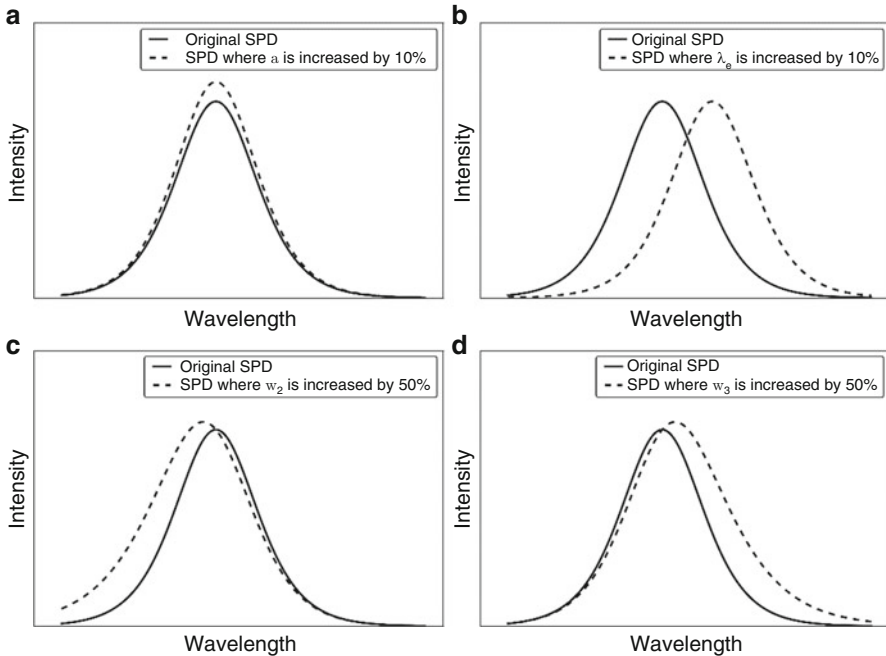 a
Original SPD
SPD where a is increased by 10%
Intensity
Wavelength
b
Original SPD
SPD where λe is increased by 10%
Intensity
Wavelength
c
Original SPD
SPD where w2 is increased by 50%
Intensity
Wavelength
d
Original SPD
SPD where w3 is increased by 50%
Intensity
Wavelength